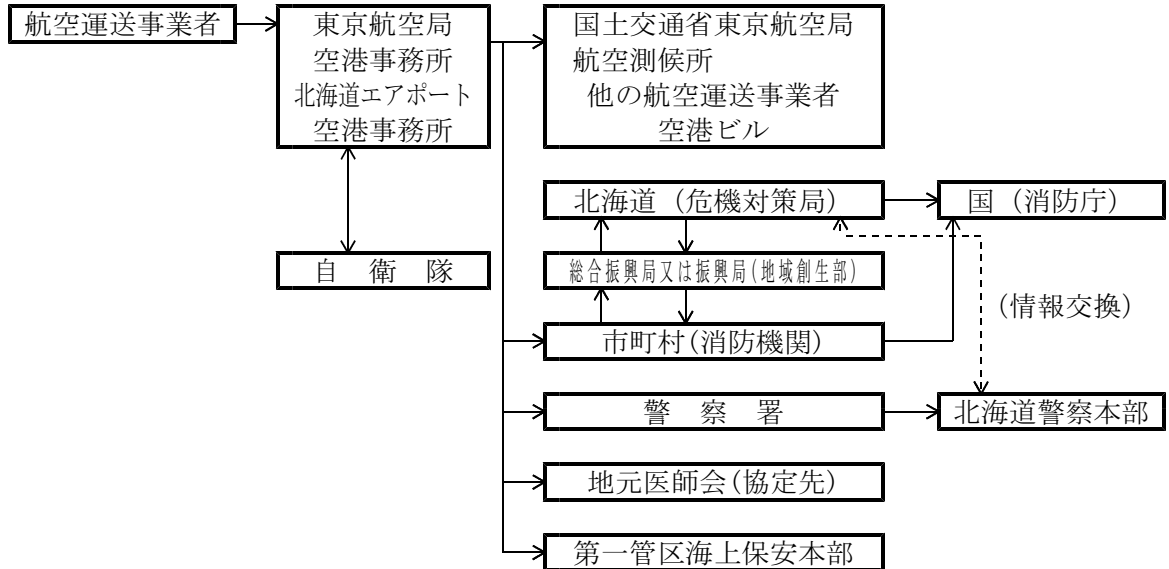 航空運送事業者
東京航空局
空港事務所
北海道エアポート
空港事務所
国土交通省東京航空局
航空測候所
他の航空運送事業者
空港ビル
北海道（危機対策局）
国（消防庁）
自　衛　隊
総合振興局又は振興局(地域創生部)
(情報交換)
市町村(消防機関)
警　察　署
北海道警察本部
地元医師会(協定先)
第一管区海上保安本部